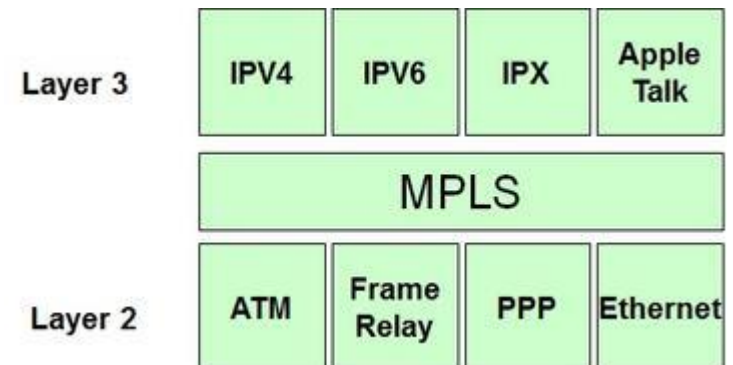 Layer 3
IPV4
IPV6
IPX
Apple
Talk
MPLS
Layer 2
ATM
Frame
Relay
PPP
Ethernet